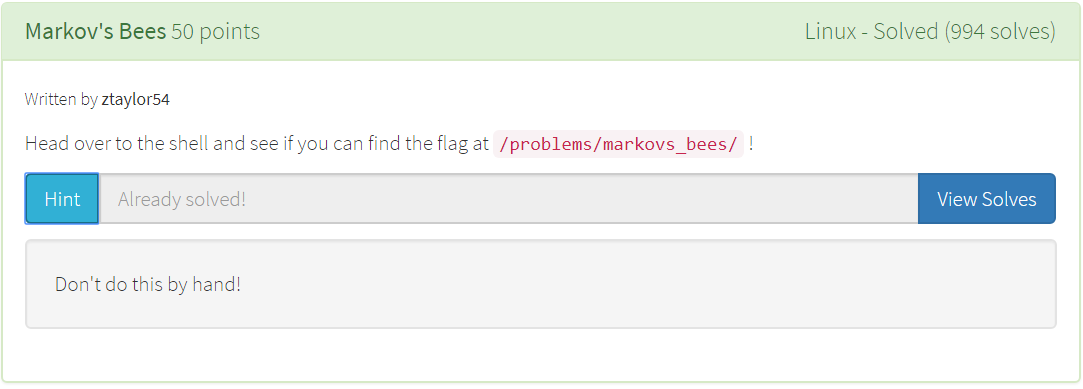 Markov's Bees 50 points Linux - Solved (994 solves)
Written by ztaylor54
Head over to the shell and see if you can find the flag at /problems/markovs_bees/ !
Hint Already solved! View Solves
Don't do this by hand!